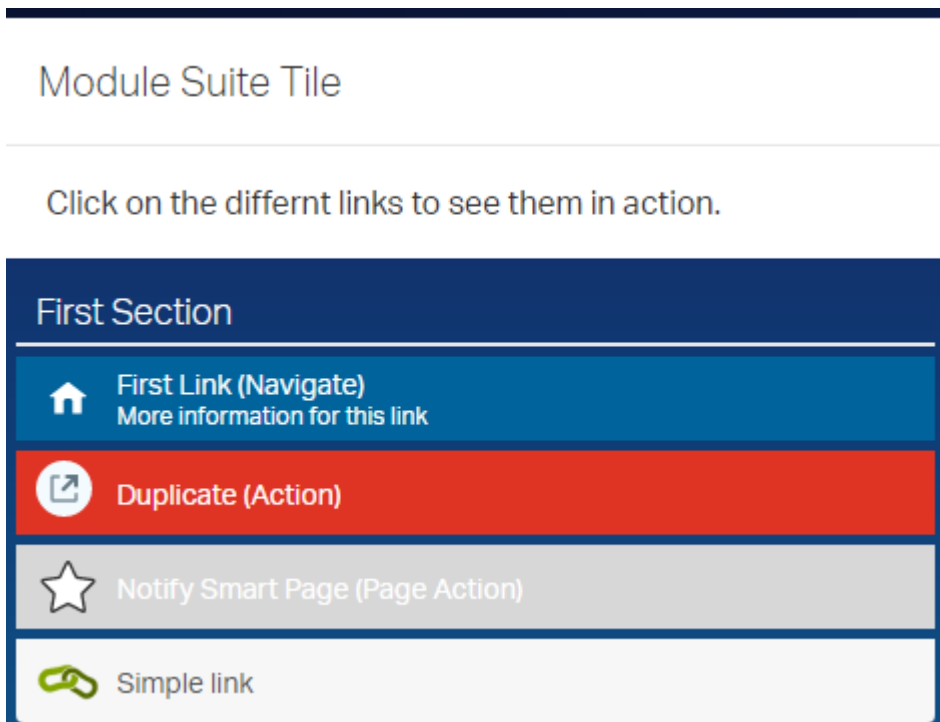 Module Suite Tile
Click on the differnt links to see them in action.
First Section
First Link (Navigate)
More information for this link
Duplicate (Action)
Notify Smart Page (Page Action)
Simple link